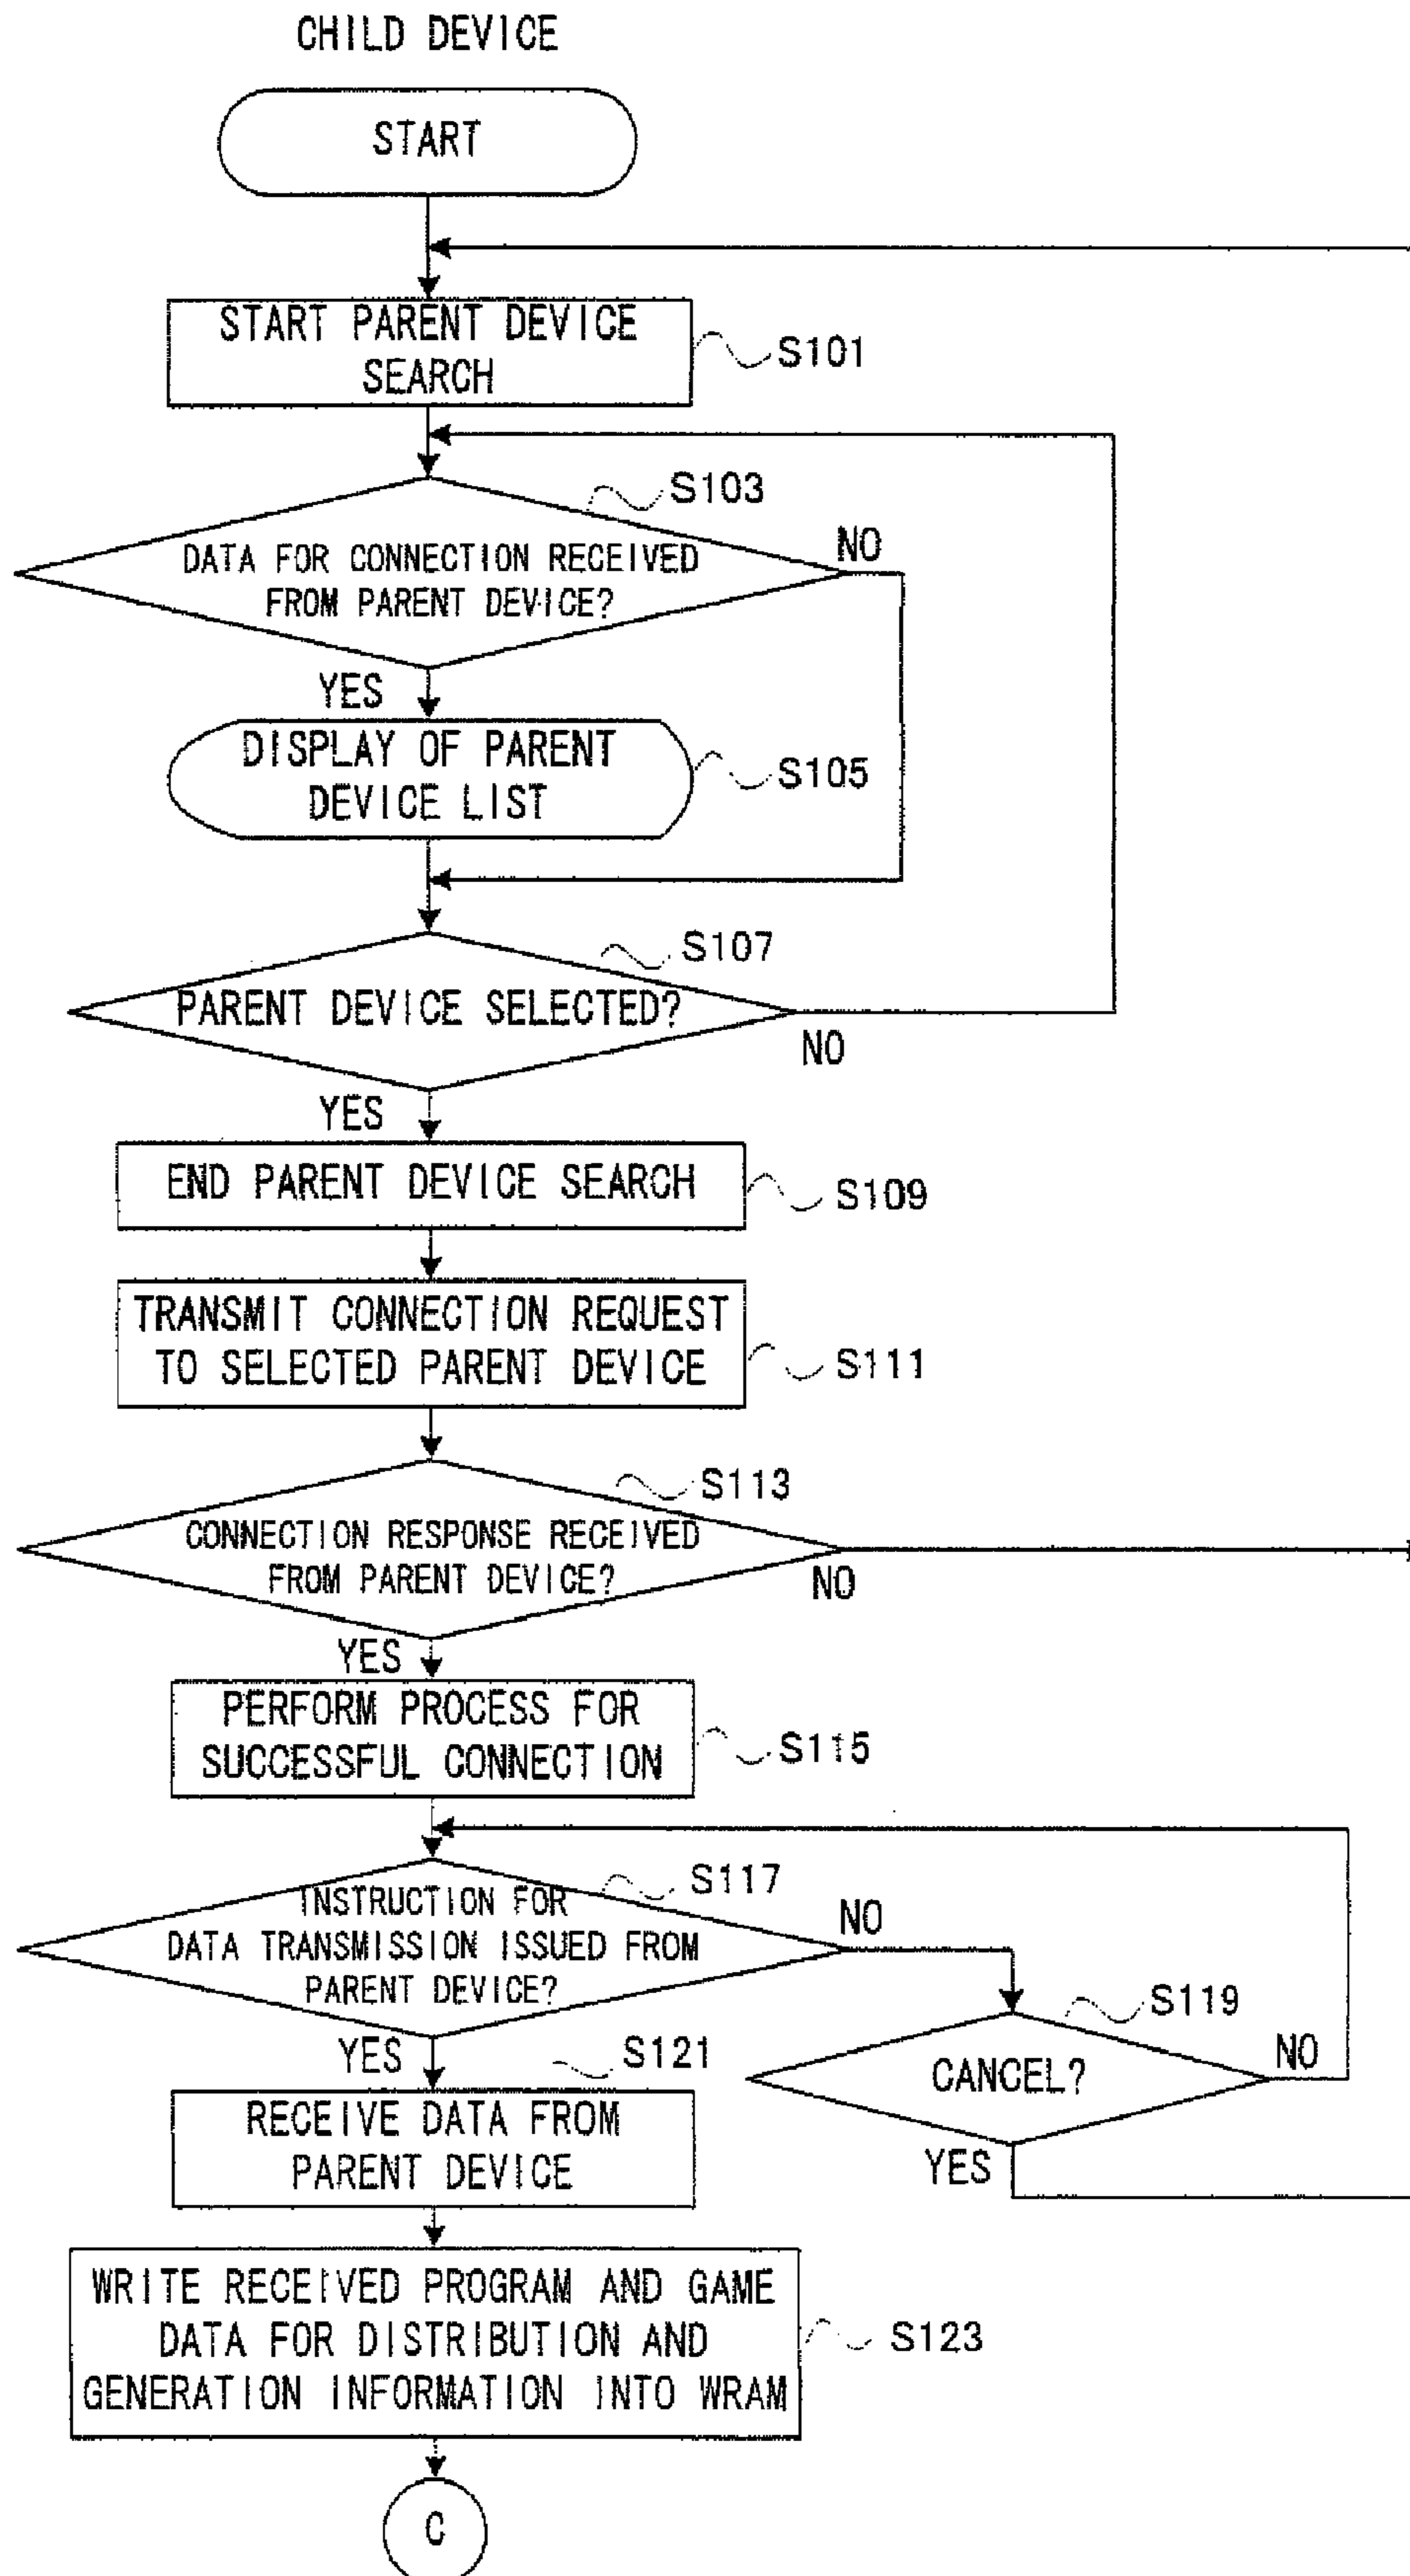 CHILD DEVICE
START
START PARENT DEVICE
SEARCH
S101
S103
NO
DATA FOR CONNECTION RECEIVED
FROM PARENT DEVICE?
YES
DISPLAY OF PARENT
DEVICE LIST
S105
S107
PARENT DEVICE SELECTED?
NO
YES
END PARENT DEVICE SEARCH
S109
TRANSMIT CONNECTION REQUEST
TO SELECTED PARENT DEVICE
S111
S113
CONNECTION RESPONSE RECEIVED
FROM PARENT DEVICE?
NO
YES
PERFORM PROCESS FOR
SUCCESSFUL CONNECTION
S115
S117
INSTRUCTION FOR
DATA TRANSMISSION ISSUED FROM
PARENT DEVICE?
NO
S119
CANCEL?
NO
YES
YES
S121
RECEIVE DATA FROM
PARENT DEVICE
WRITE RECEIVED PROGRAM AND GAME
DATA FOR DISTRIBUTION AND
GENERATION INFORMATION INTO WRAM
S123
C